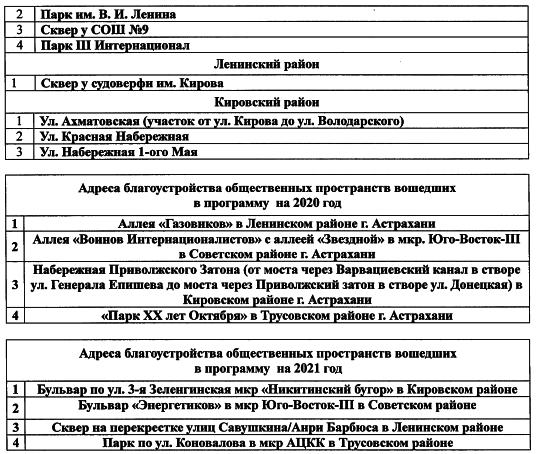 2 Парк им. В. И. Ленина
3 Сквер у СОШ №9
4 Парк III Интернационал
Ленинский район
1 Сквер у судоверфи им. Кирова
Кировский район
1 Ул. Ахматовская (участок от ул. Кирова до ул. Володарского)
2 Ул. Красная Набережная
3 Ул. Набережная 1-ого Мая
Адреса благоустройства общественных пространств вошедших
в программу на 2020 год
1 Аллея «Газовиков» в Ленинском районе г. Астрахани
2 Аллея «Воинов Интернационалистов» с аллеей «Звездной» в мкр. Юго-Восток-III
в Советском районе г. Астрахани
Набережная Приволжского Затона (от моста через Варвациевский канал в створе
3 ул. Генерала Епишева до моста через Приволжский затон в створе ул. Донецкая) в
Кировском районе г. Астрахани
4 «Парк XX лет Октября» в Трусовском районе г. Астрахани
Адреса благоустройства общественных пространств вошедших
в программу на 2021 год
1 Бульвар по ул. 3-я Зеленгинская мкр «Никитинский бугор» в Кировском районе
2 Бульвар «Энергетиков» в мкр Юго-Восток-III в Советском районе
3 Сквер на перекрестке улиц Савушкина/Анри Барбюса в Ленинском районе
4 Парк по ул. Коновалова в мкр АЦКК в Трусовском районе